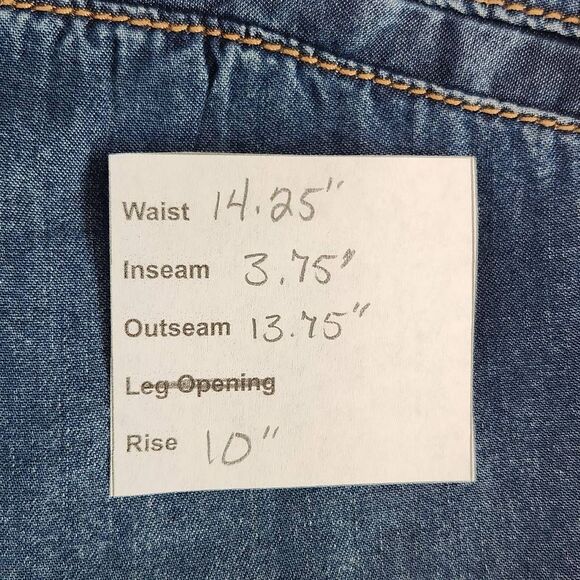 Waist 14.25"
Inseam 3.75"
Outseam 13.75"
Leg Opening
Rise 10"